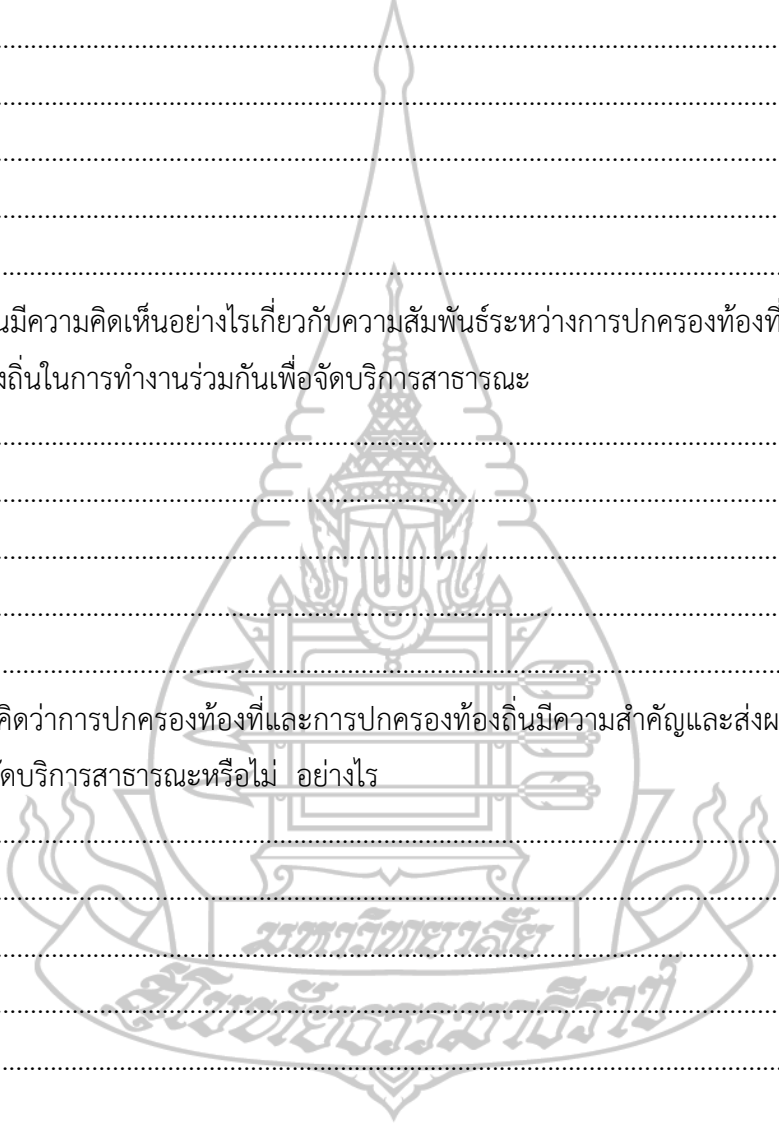 ................................................................................
................................................................................
................................................................................
................................................................................
................................................................................
นมีความคิดเห็นอย่างไรเกี่ยวกับความสัมพันธ์ระหว่างการปกครองท้องที่
งถิ่นในการทำงานร่วมกันเพื่อจัดบริการสาธารณะ
................................................................................
................................................................................
................................................................................
................................................................................
................................................................................
คิดว่าการปกครองท้องที่และการปกครองท้องถิ่นมีความสำคัญและส่งผ
ัดบริการสาธารณะหรือไม่ อย่างไร
................................................................................
................................................................................
มหาวิทยาลัย
................................................................................
สุโขทัยธรรมาธิราช
................................................................................
................................................................................